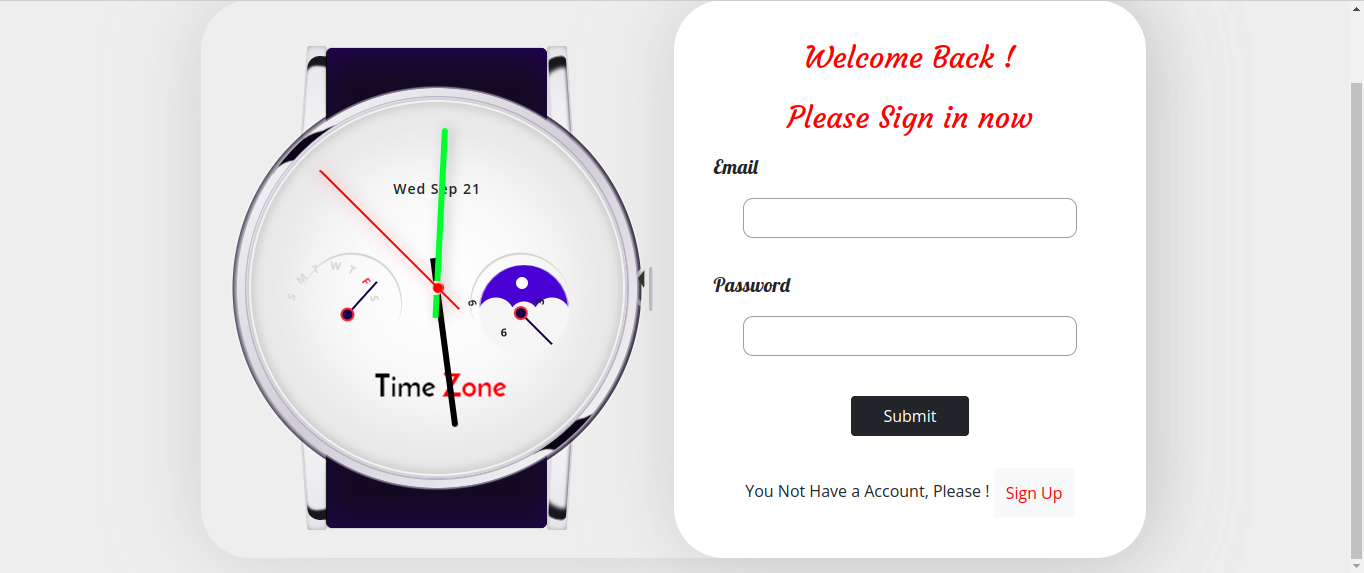 Wed Sep 21
S M T W T F S
9 3
6
Time Zone
Welcome Back !
Please Sign in now
Email
Password
Submit
You Not Have a Account, Please ! Sign Up